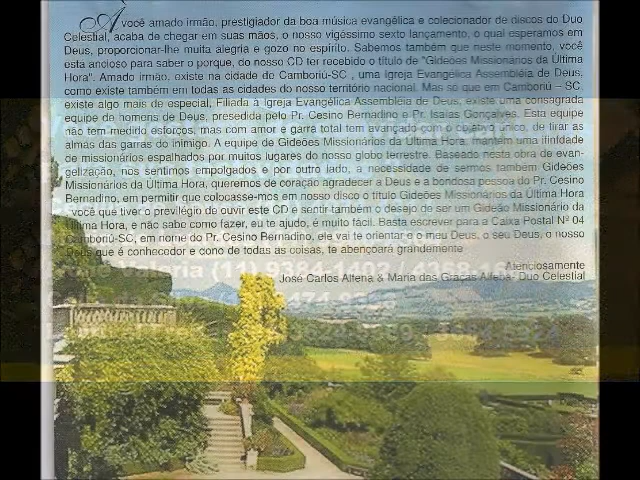 A você amado irmão, prestigiador da boa música evangélica e colecionador de discos do Duo
Celestial, acaba de chegar em suas mãos, o nosso vigéssimo sexto lançamento, o qual esperamos em
Deus, proporcionar-lhe muita alegria e gozo no espírito. Sabemos também que neste momento, você
esta ancioso para saber o porque, do nosso CD ter recebido o título de "Gideões Missionários da Última
Hora". Amado irmão, existe na cidade de Camboriú-SC , uma Igreja Evangélica Assembléia de Deus,
como existe também em todas as cidades do nosso território nacional. Mas so que em Camboriu – SC,
existe algo mais de especial, Filiada à Igreja Evangélica Assembléia de Deus, existe uma consagrada
equipe de homens de Deus, presedida pelo Pr. Cesino Bernadino e Pr. Isaías Gonçalves. Esta equipe
não tem medido esforços, mas com amor e garra total tem avançado com o objetivo único, de tirar as
almas das garras do inimigo. A equipe de Gideões Missionários da Última Hora, mantém uma ifinfdade
de missionários espalhados por muitos lugares do nosso globo terrestre. Baseado nesta obra de evan-
gelização, nos sentimos empolgados e por outro lado, a necessidade de sermos também Gideões
Missionários da Última Hora, queremos de coração agradecer a Deus e a bondosa pessoa do Pr. Cesino
Bernadino, em permitir que colocasse-mos em nosso disco o título Gideões Missionários da Última Hora
, você que tiver o previlégio de ouvir este CD e sentir também o desejo de ser um Gideão Missionário da
Última Hora, e não sabe como fazer, eu te ajudo, é muito fácil. Basta escrever para a Caixa Postal Nº 04
Camboriú-SC, em nome do Pr. Cesino Bernadino, ele vai te orientar e o meu Deus, o seu Deus, o nosso
Deus que é conhecedor e cono de todas as coisas, te abençoará grandemente
Atenciosamente
José Carlos Altena & Maria das Graças Altena- Duo Celestial
Valeria (11)